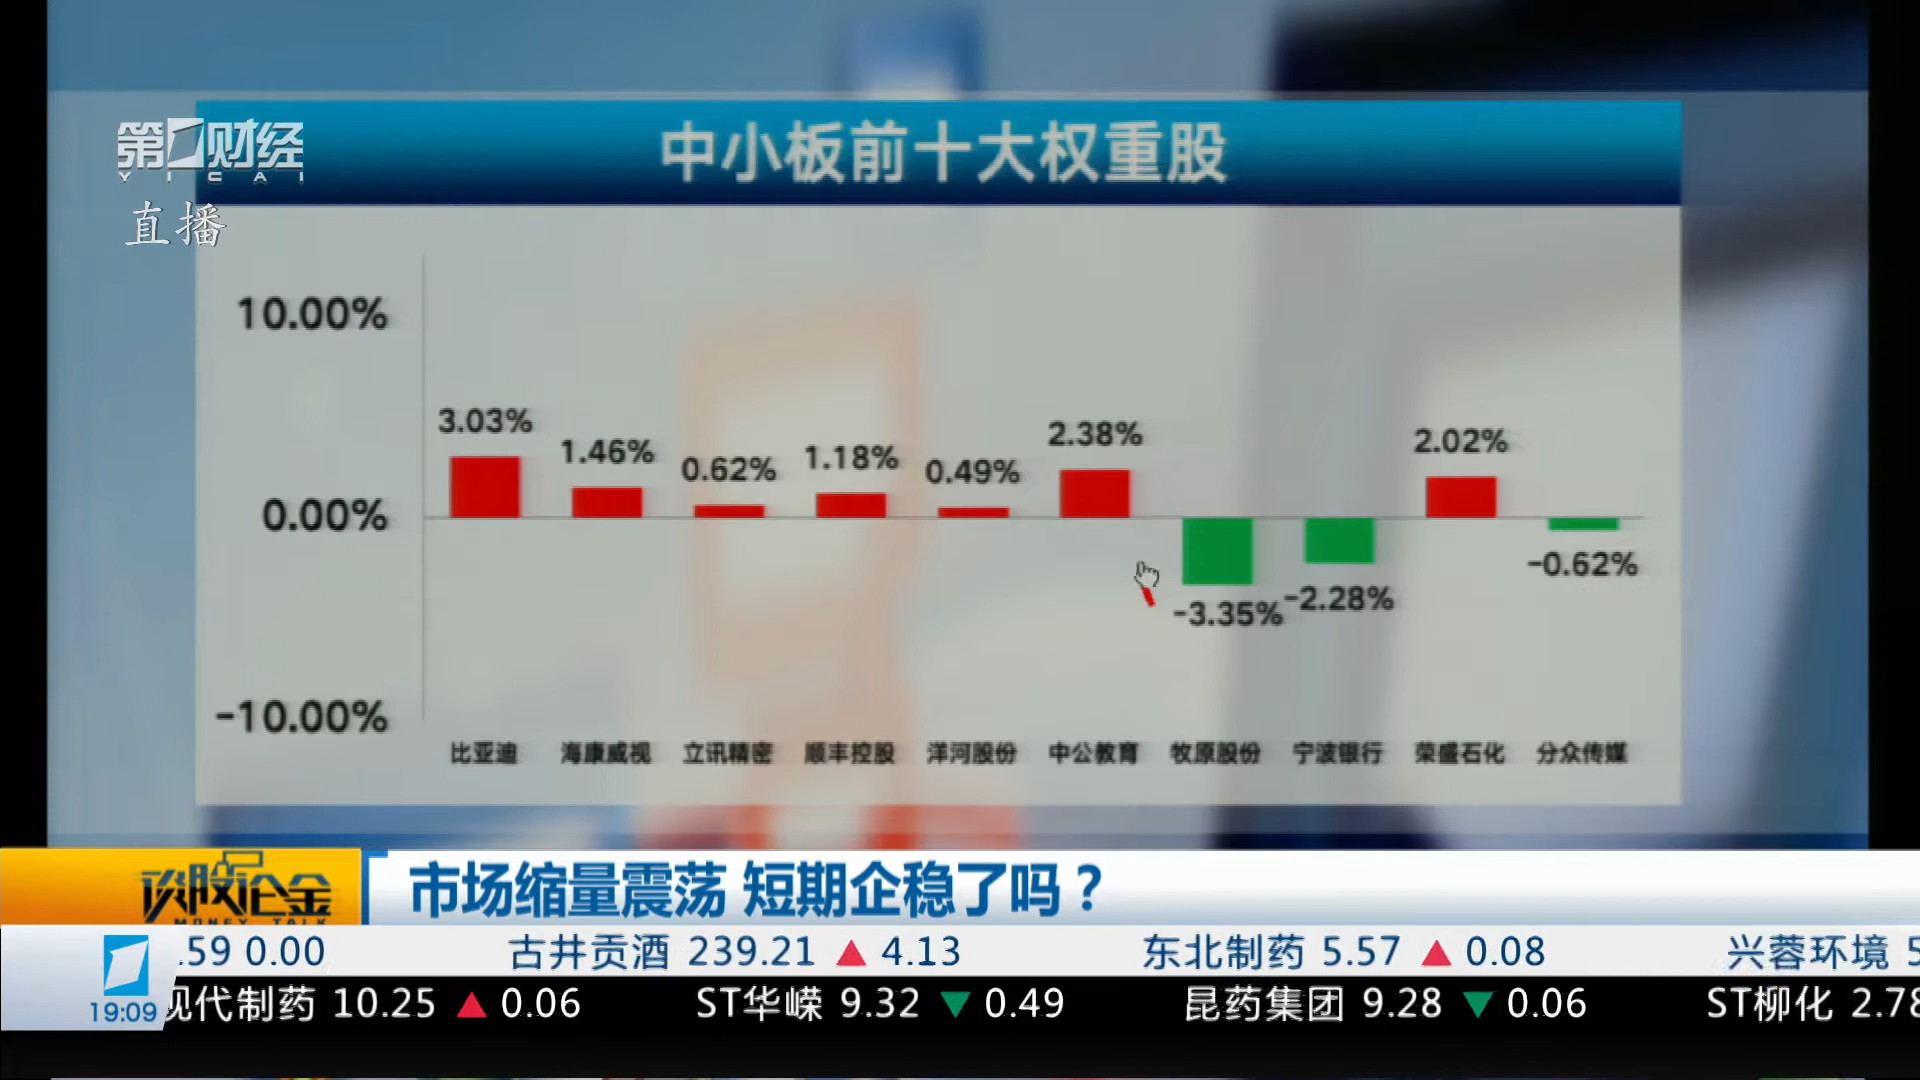 第一财经
YICAI
直播
中小板前十大权重股
10.00%
0.00%
-10.00%
3.03%
1.46%
0.62%
1.18%
0.49%
2.38%
-3.35%
-2.28%
2.02%
-0.62%
比亚迪 海康威视 立讯精密 顺丰控股 洋河股份 中公教育 牧原股份 宁波银行 荣盛石化 分众传媒
谈股论金
MONEY TALK
市场缩量震荡 短期企稳了吗？
.59 0.00 古井贡酒 239.21 ▲ 4.13 东北制药 5.57 ▲ 0.08 兴蓉环境 5
19:09
现代制药 10.25 ▲ 0.06 ST华嵘 9.32 ▼ 0.49 昆药集团 9.28 ▼ 0.06 ST柳化 2.78